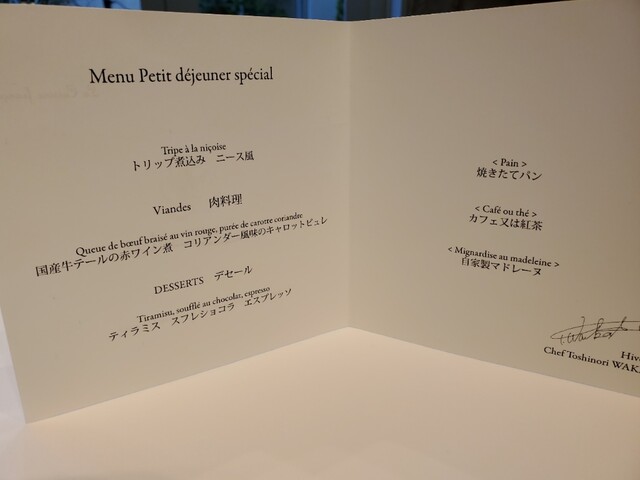 Menu Petit déjeuner spécial
Tripe à la niçoise
トリップ煮込み ニース風
Viandes 肉料理
Queue de bœuf braisé au vin rouge, purée de carotte coriandre
国産牛テールの赤ワイン煮 コリアンダー風味のキャロットピュレ
DESSERTS デセール
Tiramisu, soufflé au chocolat, espresso
ティラミス スフレショコラ エスプレッソ
< Pain >
焼きたてパン
< Café ou thé >
カフェ又は紅茶
< Mignardise au madeleine >
自家製マドレーヌ
Chef Toshinori